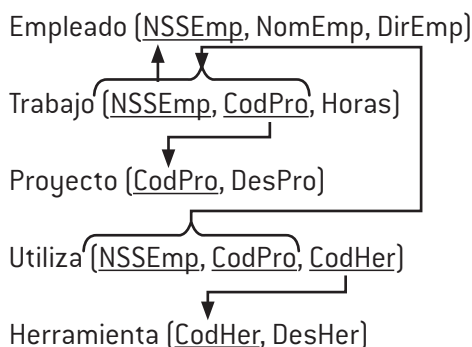 Empleado (NSSEmp, NomEmp, DirEmp)
Trabajo (NSSEmp, CodPro, Horas)
Proyecto (CodPro, DesPro)
Utiliza (NSSEmp, CodPro, CodHer)
Herramienta (CodHer, DesHer)